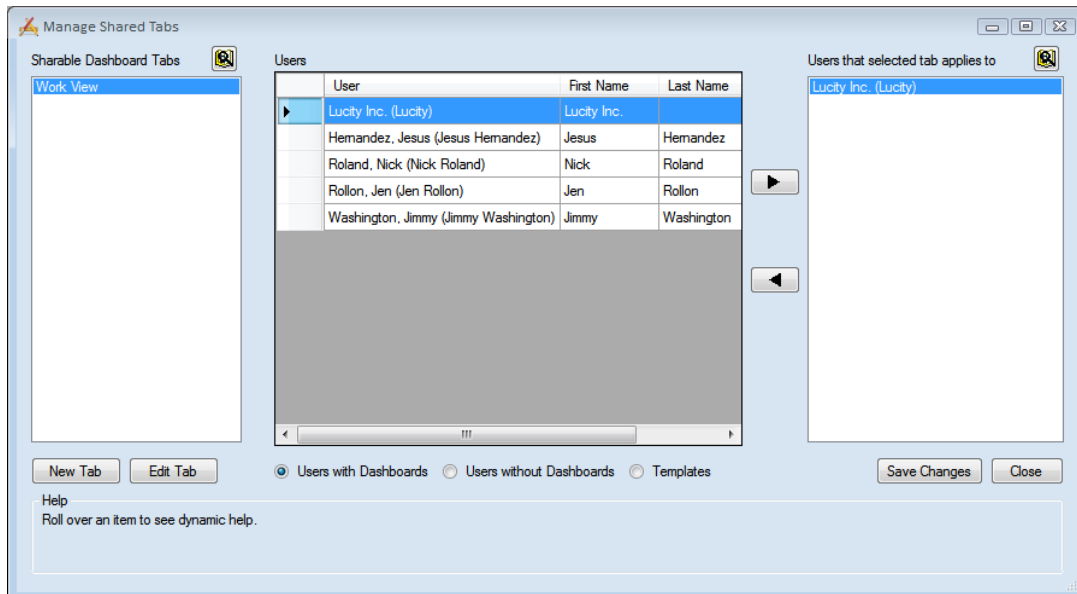 Manage Shared Tabs
Sharable Dashboard Tabs
Users
Users that selected tab applies to
Work View
User First Name Last Name
Lucity Inc. (Lucity) Lucity Inc.
Hernandez, Jesus (Jesus Hernandez) Jesus Hernandez
Roland, Nick (Nick Roland) Nick Roland
Rollon, Jen (Jen Rollon) Jen Rollon
Washington, Jimmy (Jimmy Washington) Jimmy Washington
Lucity Inc. (Lucity)
New Tab Edit Tab
Users with Dashboards Users without Dashboards Templates
Save Changes Close
Help
Roll over an item to see dynamic help.